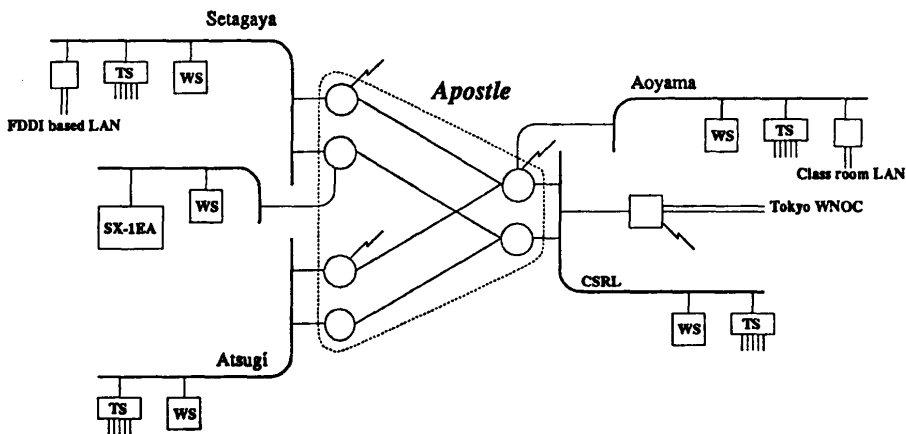 Setagaya
TS
WS
FDDI based LAN
Apostle
Aoyama
WS
TS
Class room LAN
SX-1EA
WS
Tokyo WNOC
CSRL
WS
TS
Atsugi
TS
WS